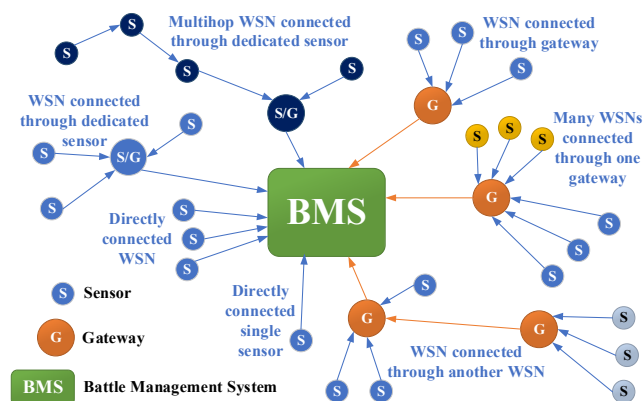 Multihop WSN connected
through dedicated sensor
S
S
S
S
S/G
WSN connected
through gateway
S
S
S
G
WSN connected
through dedicated
sensor
S
S
S
S/G
Many WSNs
connected
through one
gateway
S
S
S
G
S
S
S
BMS
Directly
connected
WSN
S
S
S
Directly
connected
single
sensor
S
G
S
S
S
WSN connected
through another WSN
G
S
S
S
S
Sensor
G
Gateway
BMS
Battle Management System